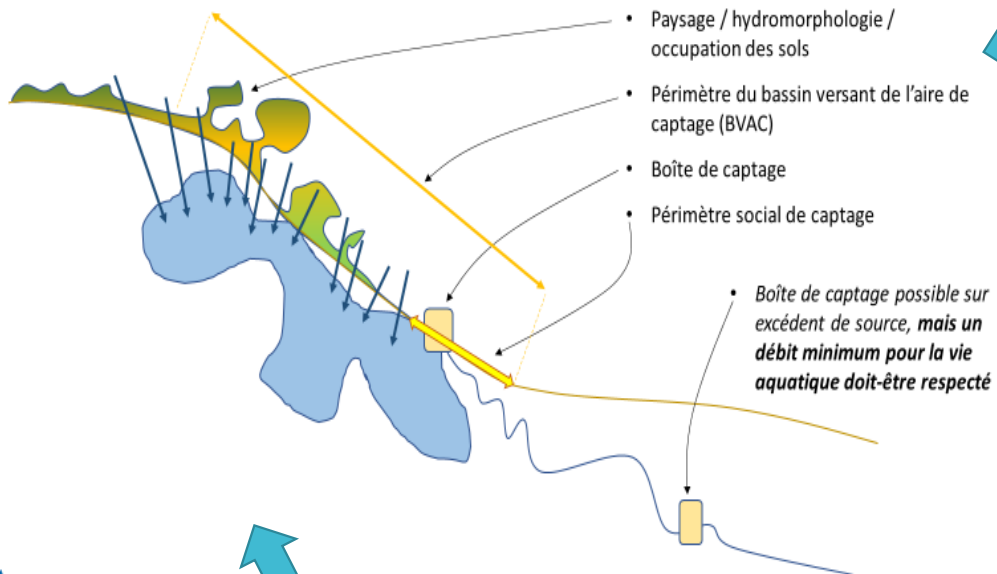 • Paysage / hydromorphologie /
occupation des sols
• Périmètre du bassin versant de l'aire de
captage (BVAC)
• Boîte de captage
• Périmètre social de captage
• Boîte de captage possible sur
excédent de source, mais un
débit minimum pour la vie
aquatique doit-être respecté